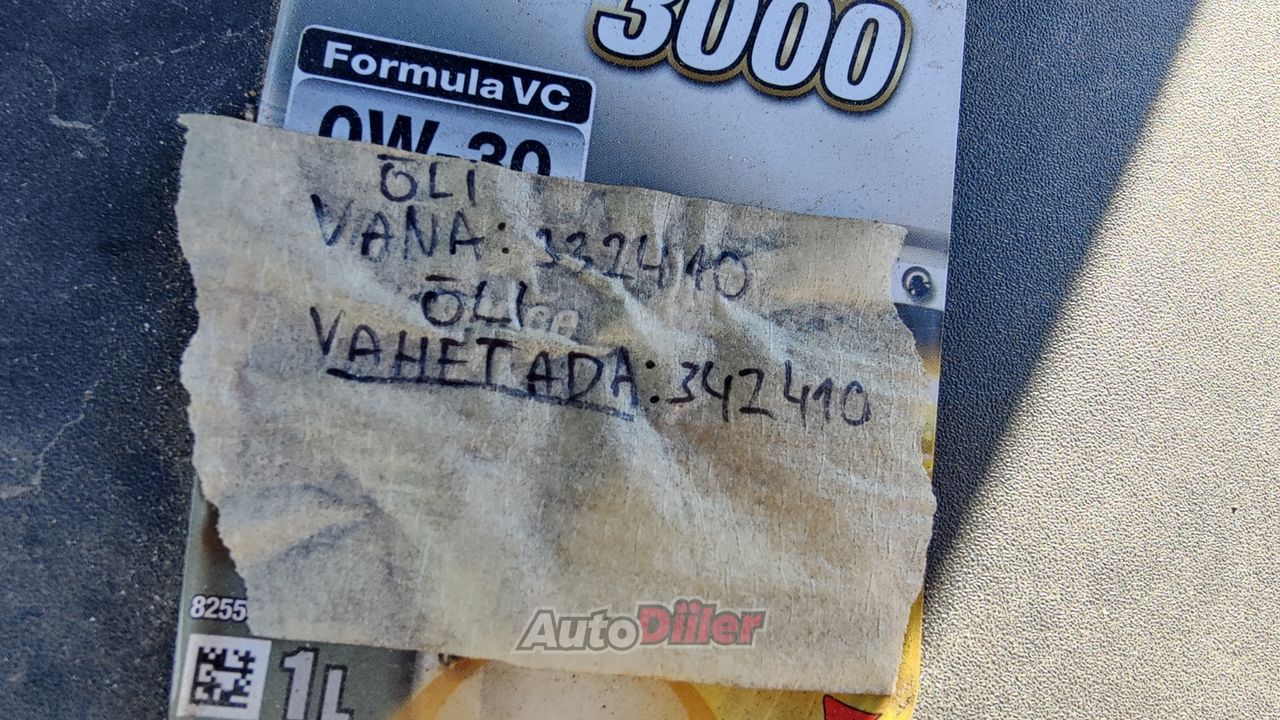 3000
Formula VC
0W-30
ÕLI
VANA: 332410
ÕLI
VAHETADA: 342410
8255
AutoDiiler
1L